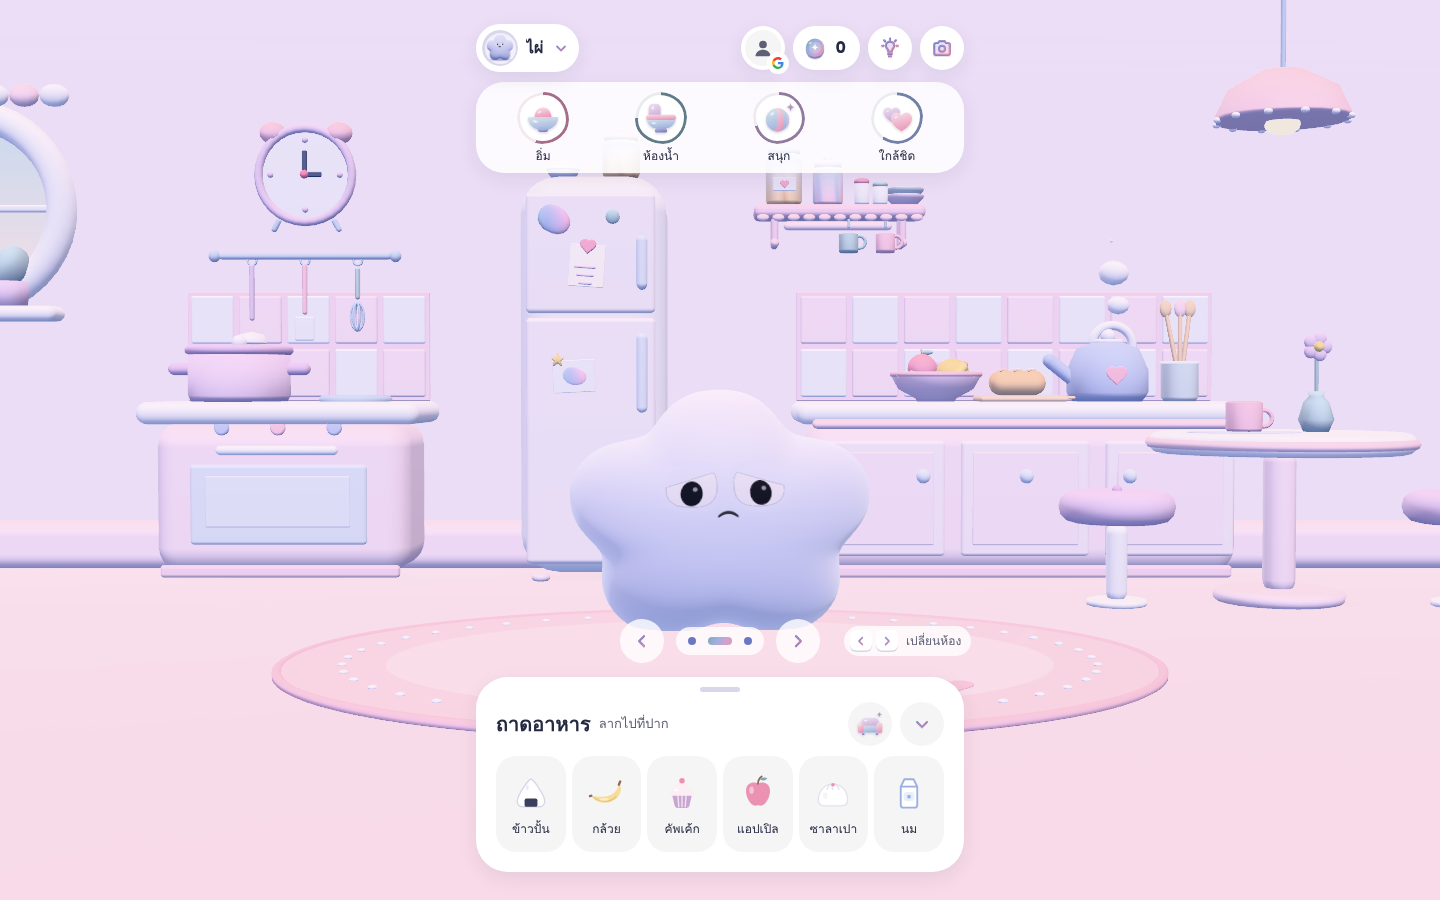 ไผ่
0
อิ่ม
ห้องน้ำ
สนุก
ใกล้ชิด
เปลี่ยนห้อง
ถาดอาหาร ลากไปที่ปาก
ข้าวปั้น
กล้วย
คัพเค้ก
แอปเปิล
ซาลาเปา
นม